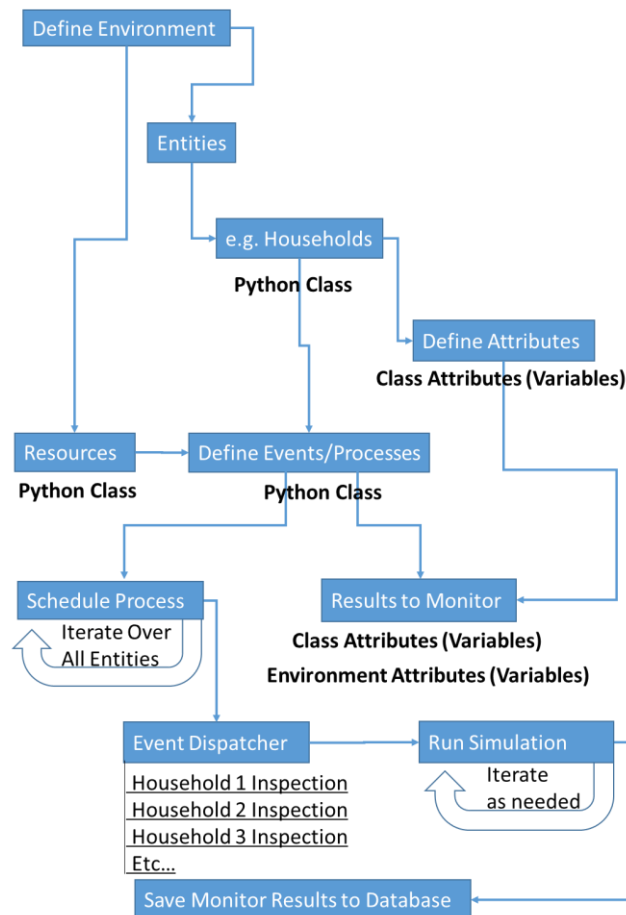 Define Environment
Entities
e.g. Households
Python Class
Define Attributes
Class Attributes (Variables)
Resources
Python Class
Define Events/Processes
Python Class
Schedule Process
Iterate Over
All Entities
Results to Monitor
Class Attributes (Variables)
Environment Attributes (Variables)
Event Dispatcher
Household 1 Inspection
Household 2 Inspection
Household 3 Inspection
Etc...
Run Simulation
Iterate
as needed
Save Monitor Results to Database